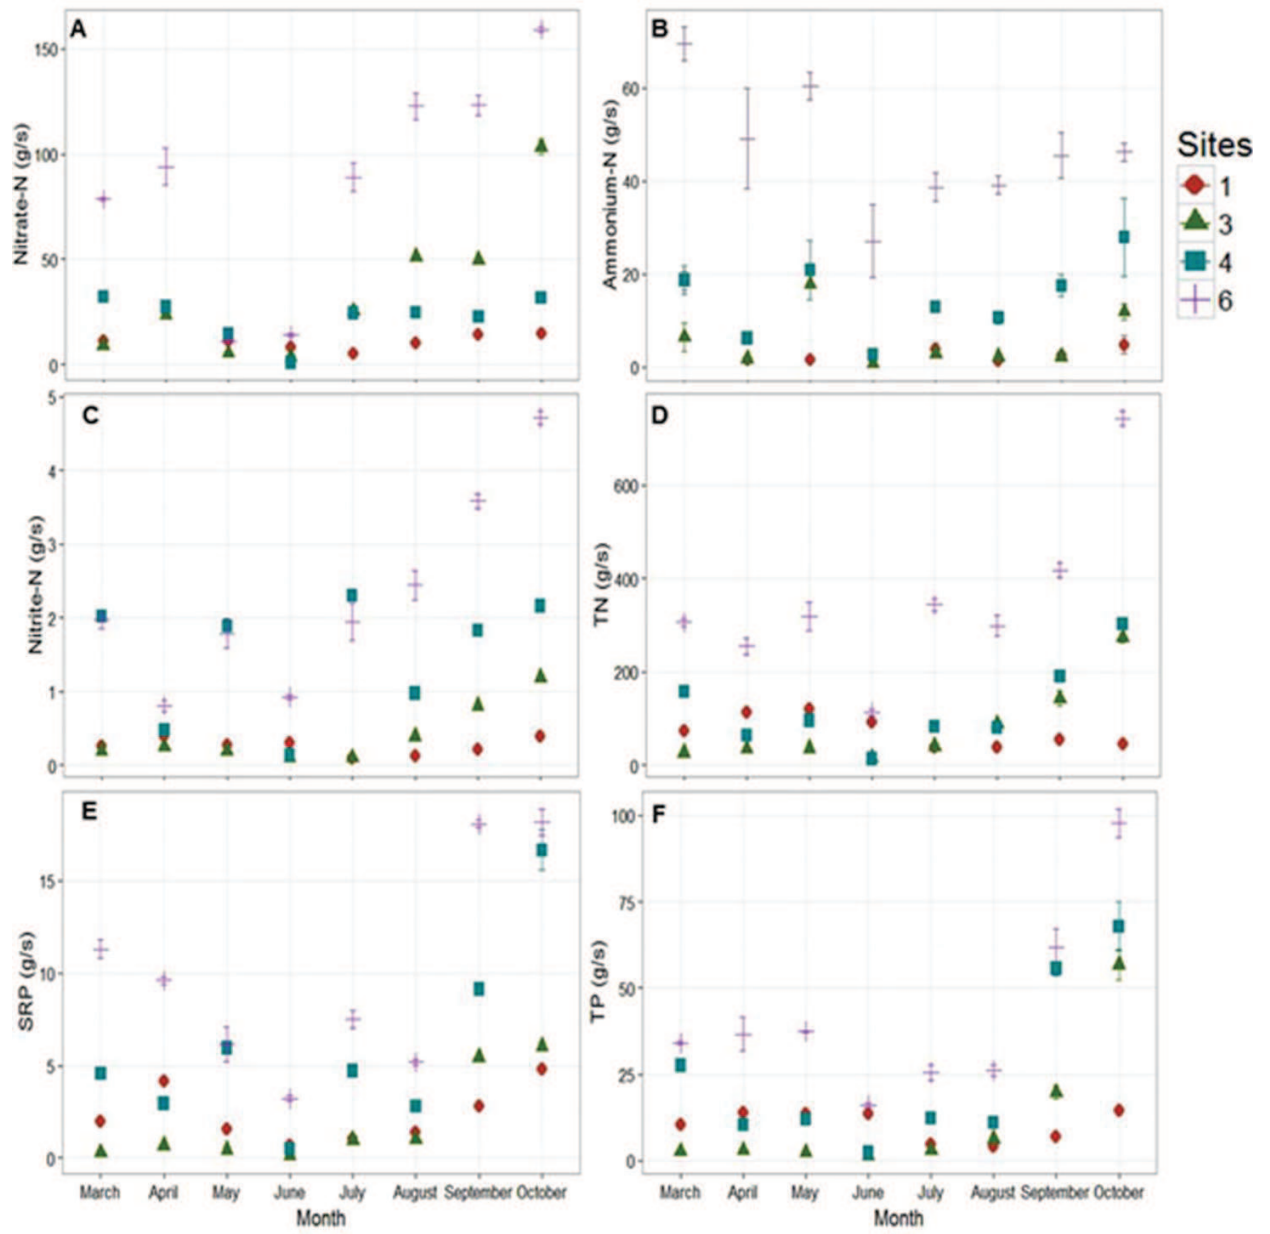 A
Nitrate-N (g/s)
150
100
50
0
B
Ammonium-N (g/s)
60
40
20
0
Sites
1
3
4
6
C
Nitrite-N (g/s)
5
4
3
2
1
0
D
TN (g/s)
600
400
200
0
E
SRP (g/s)
15
10
5
0
March April May June July August September October
Month
F
TP (g/s)
100
75
50
25
0
March April May June July August September October
Month